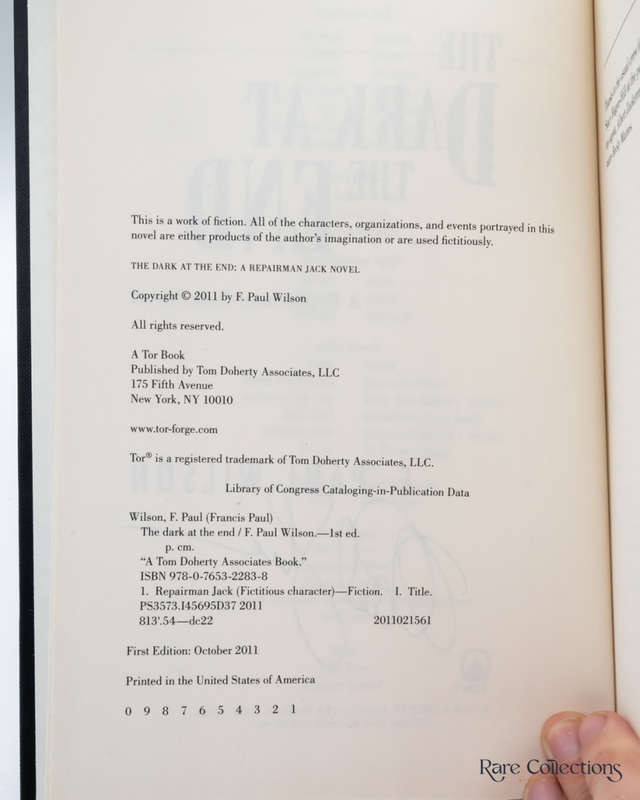 This is a work of fiction. All of the characters, organizations, and events portrayed in this
novel are either products of the author's imagination or are used fictitiously.
THE DARK AT THE END: A REPAIRMAN JACK NOVEL
Copyright © 2011 by F. Paul Wilson
All rights reserved.
A Tor Book
Published by Tom Doherty Associates, LLC
175 Fifth Avenue
New York, NY 10010
www.tor-forge.com
Tor® is a registered trademark of Tom Doherty Associates, LLC.
Library of Congress Cataloging-in-Publication Data
Wilson, F. Paul (Francis Paul)
The dark at the end / F. Paul Wilson.—1st ed.
p. cm.
“A Tom Doherty Associates Book.”
ISBN 978-0-7653-2283-8
1. Repairman Jack (Fictitious character)—Fiction. I. Title.
PS3573.I45695D37 2011
813'.54—dc22 2011021561
First Edition: October 2011
Printed in the United States of America
0 9 8 7 6 5 4 3 2 1
Rare Collections